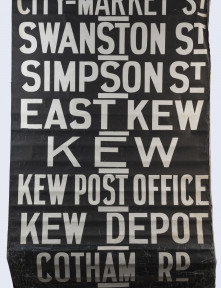 CITY-MARKET ST
SWANSTON ST
SIMPSON ST
EAST KEW
KEW
KEW POST OFFICE
KEW DEPOT
COTHAM RD